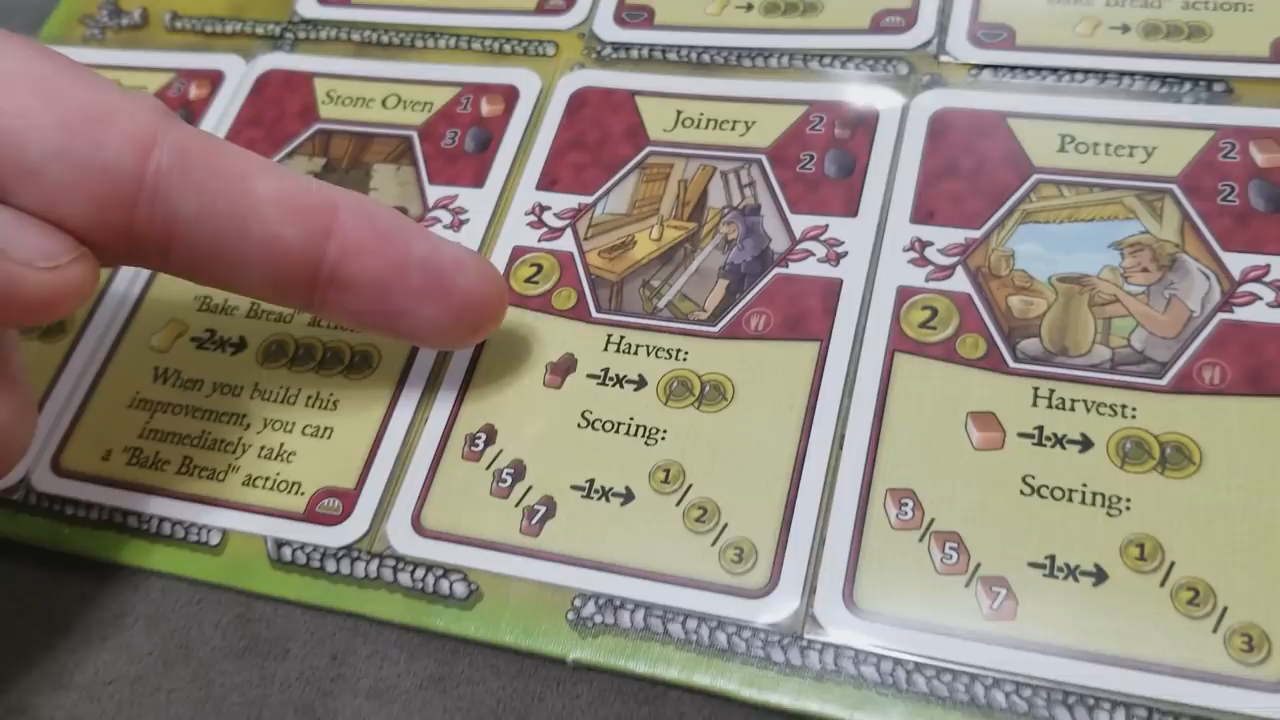 Bake Bread" action:
3
Stone Oven
1
3
"Bake Bread" action
2x
When you build this
improvement, you can
immediately take
a "Bake Bread" action.
Joinery
2
2
2
Harvest:
1x
Scoring:
3/5/7
1x
1/2/3
Pottery
2
2
2
Harvest:
1x
Scoring:
3/5/7
1x
1/2/3